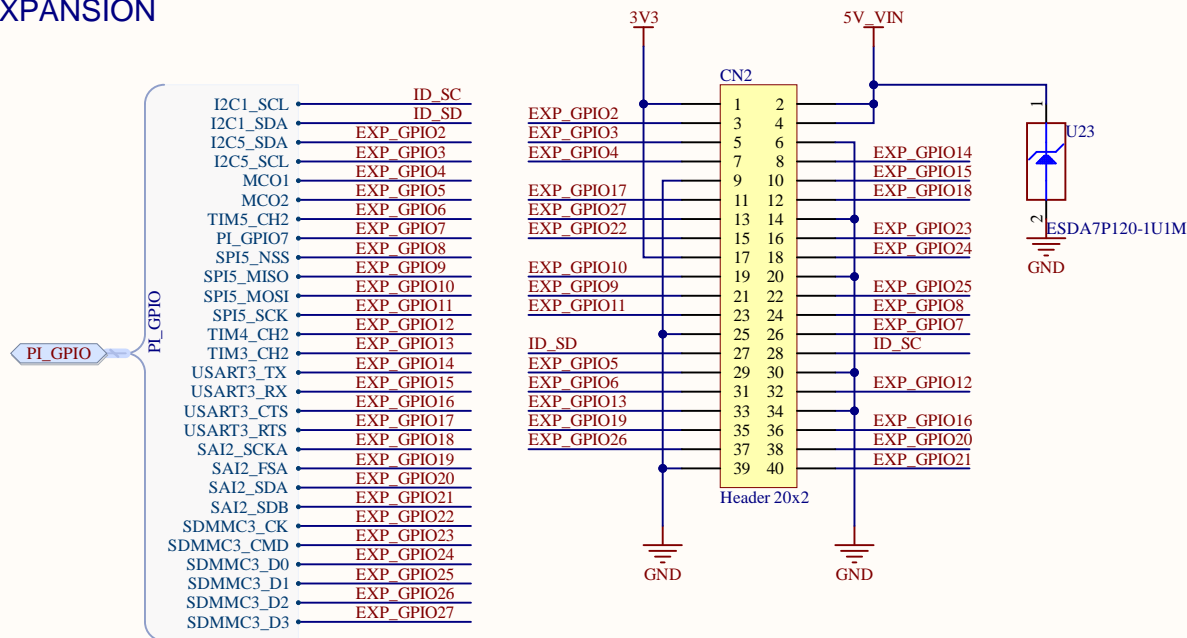 XPANSION
PI_GPIO
PI_GPIO
I2C1_SCL ID_SC
I2C1_SDA ID_SD
I2C5_SDA EXP_GPIO2
I2C5_SCL EXP_GPIO3
MCO1 EXP_GPIO4
MCO2 EXP_GPIO5
TIM5_CH2 EXP_GPIO6
PI_GPIO7 EXP_GPIO7
SPI5_NSS EXP_GPIO8
SPI5_MISO EXP_GPIO9
SPI5_MOSI EXP_GPIO10
SPI5_SCK EXP_GPIO11
TIM4_CH2 EXP_GPIO12
TIM3_CH2 EXP_GPIO13
USART3_TX EXP_GPIO14
USART3_RX EXP_GPIO15
USART3_CTS EXP_GPIO16
USART3_RTS EXP_GPIO17
SAI2_SCKA EXP_GPIO18
SAI2_FSA EXP_GPIO19
SAI2_SDA EXP_GPIO20
SAI2_SDB EXP_GPIO21
SDMMC3_CK EXP_GPIO22
SDMMC3_CMD EXP_GPIO23
SDMMC3_D0 EXP_GPIO24
SDMMC3_D1 EXP_GPIO25
SDMMC3_D2 EXP_GPIO26
SDMMC3_D3 EXP_GPIO27
3V3 5V_VIN
CN2
1 2
EXP_GPIO2 3 4
EXP_GPIO3 5 6
EXP_GPIO4 7 8 EXP_GPIO14
9 10 EXP_GPIO15
EXP_GPIO17 11 12 EXP_GPIO18
EXP_GPIO27 13 14
EXP_GPIO22 15 16 EXP_GPIO23
17 18 EXP_GPIO24
EXP_GPIO10 19 20
EXP_GPIO9 21 22 EXP_GPIO25
EXP_GPIO11 23 24 EXP_GPIO8
25 26 EXP_GPIO7
ID_SD 27 28 ID_SC
EXP_GPIO5 29 30
EXP_GPIO6 31 32 EXP_GPIO12
EXP_GPIO13 33 34
EXP_GPIO19 35 36 EXP_GPIO16
EXP_GPIO26 37 38 EXP_GPIO20
39 40 EXP_GPIO21
Header 20x2
GND GND
1
U23
2
ESDA7P120-1U1M
GND